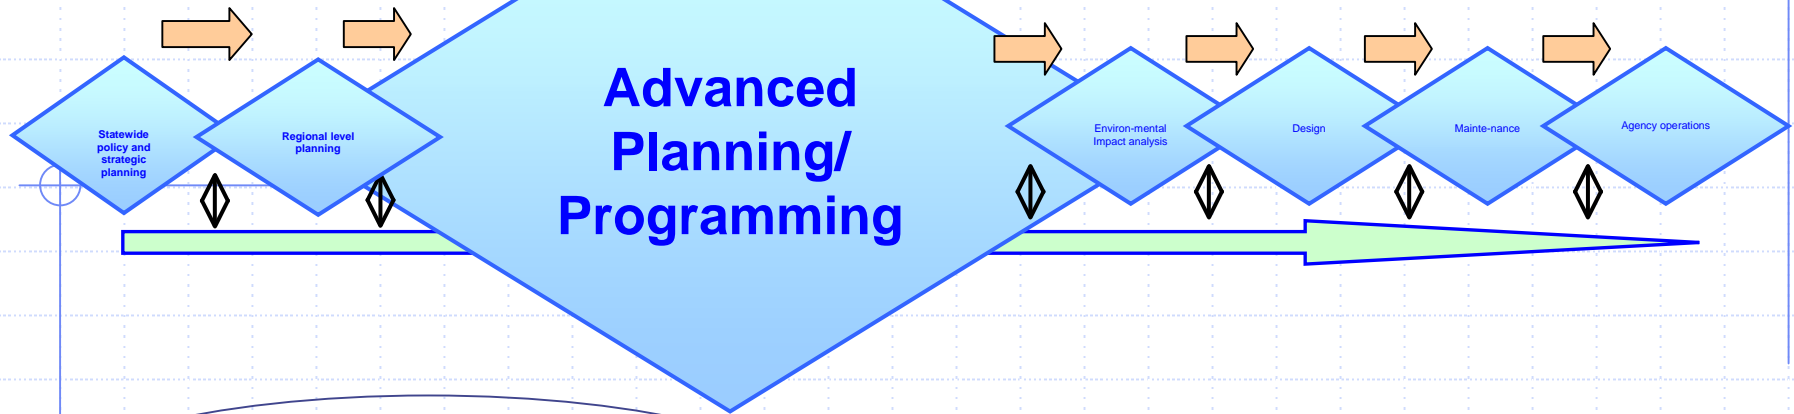 Statewide
policy and
strategic
planning
Regional level
planning
Advanced
Planning/
Programming
Environ-mental
Impact analysis
Design
Mainte-nance
Agency operations